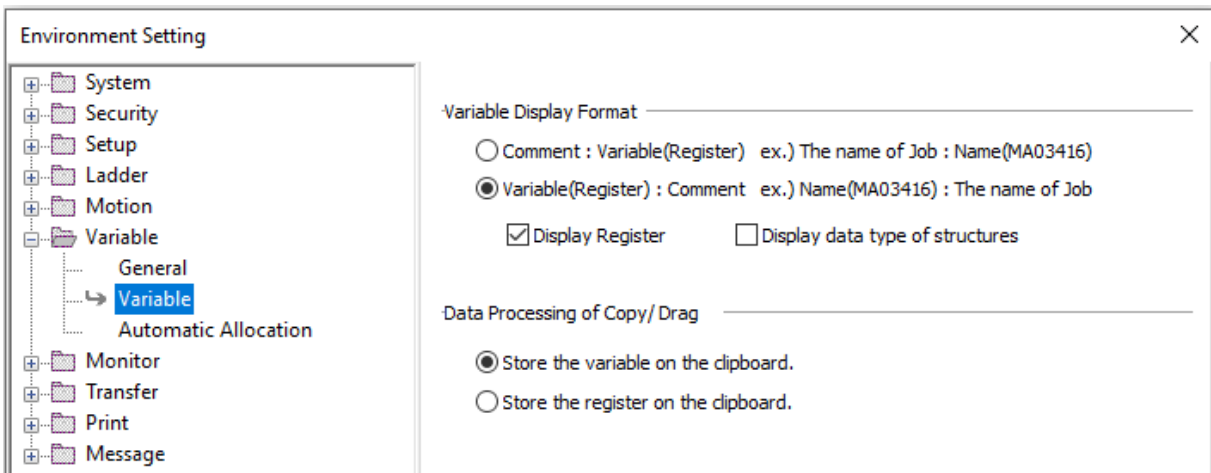 Environment Setting
System
Security
Setup
Ladder
Motion
Variable
General
Variable
Automatic Allocation
Monitor
Transfer
Print
Message
Variable Display Format
Comment : Variable(Register) ex.) The name of Job : Name(MA03416)
Variable(Register) : Comment ex.) Name(MA03416) : The name of Job
Display Register Display data type of structures
Data Processing of Copy/ Drag
Store the variable on the clipboard.
Store the register on the clipboard.